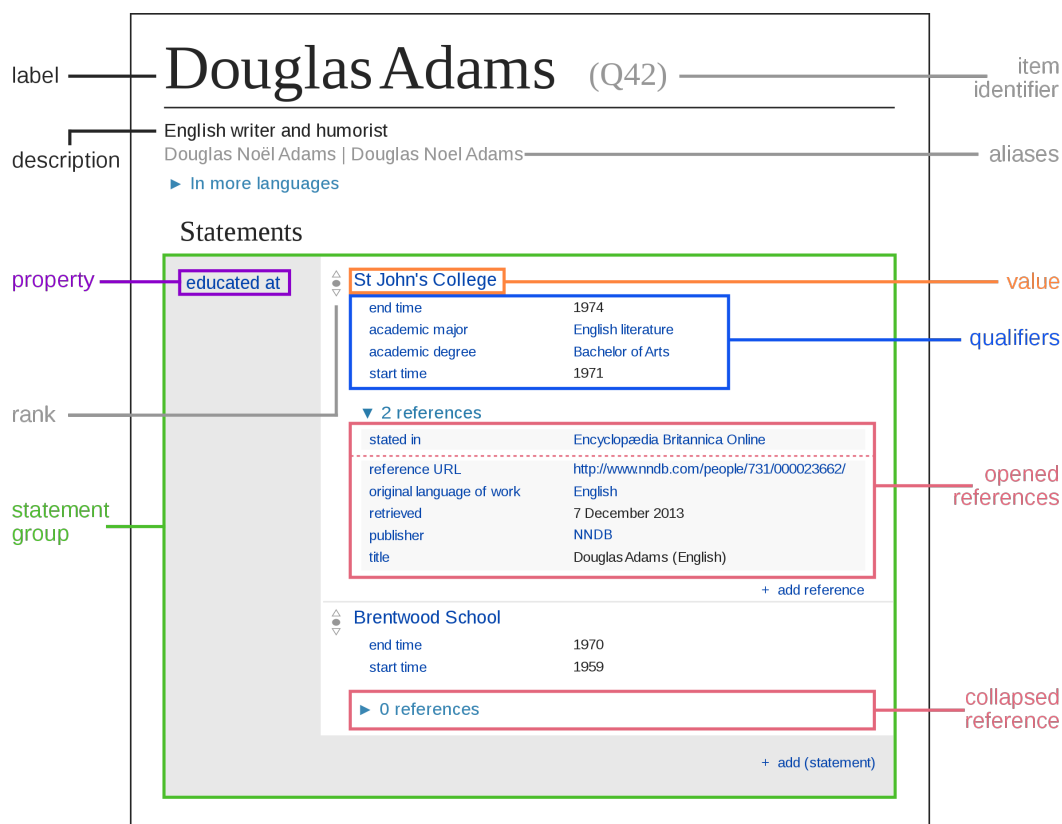 label
Douglas Adams (Q42)
item
identifier
English writer and humorist
description
Douglas Noël Adams | Douglas Noel Adams
aliases
► In more languages
Statements
property
educated at
St John's College
value
end time 1974
academic major English literature
qualifiers
academic degree Bachelor of Arts
start time 1971
rank
▼ 2 references
stated in Encyclopædia Britannica Online
reference URL http://www.nndb.com/people/731/000023662/
opened
references
original language of work English
statement
group
retrieved 7 December 2013
publisher NNDB
title Douglas Adams (English)
+ add reference
Brentwood School
end time 1970
start time 1959
► 0 references
collapsed
reference
+ add (statement)